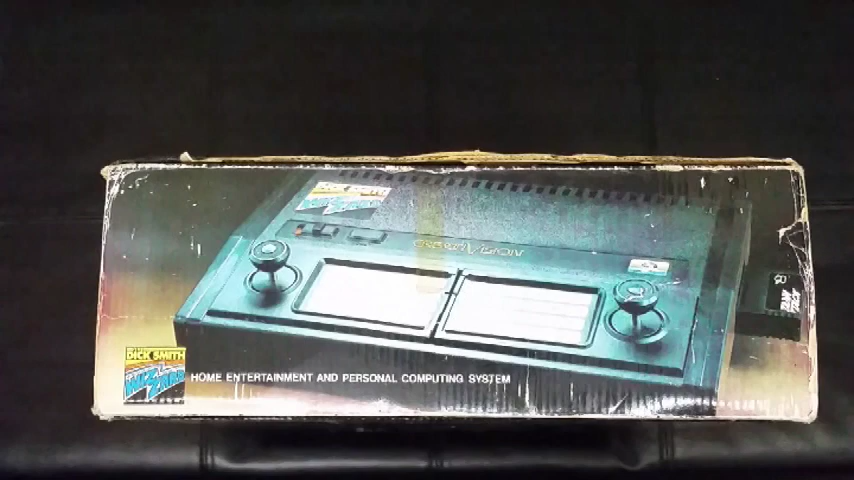 DICK SMITH
WIZZARD
CREATIVISION
DICK SMITH
WIZZARD
HOME ENTERTAINMENT AND PERSONAL COMPUTING SYSTEM